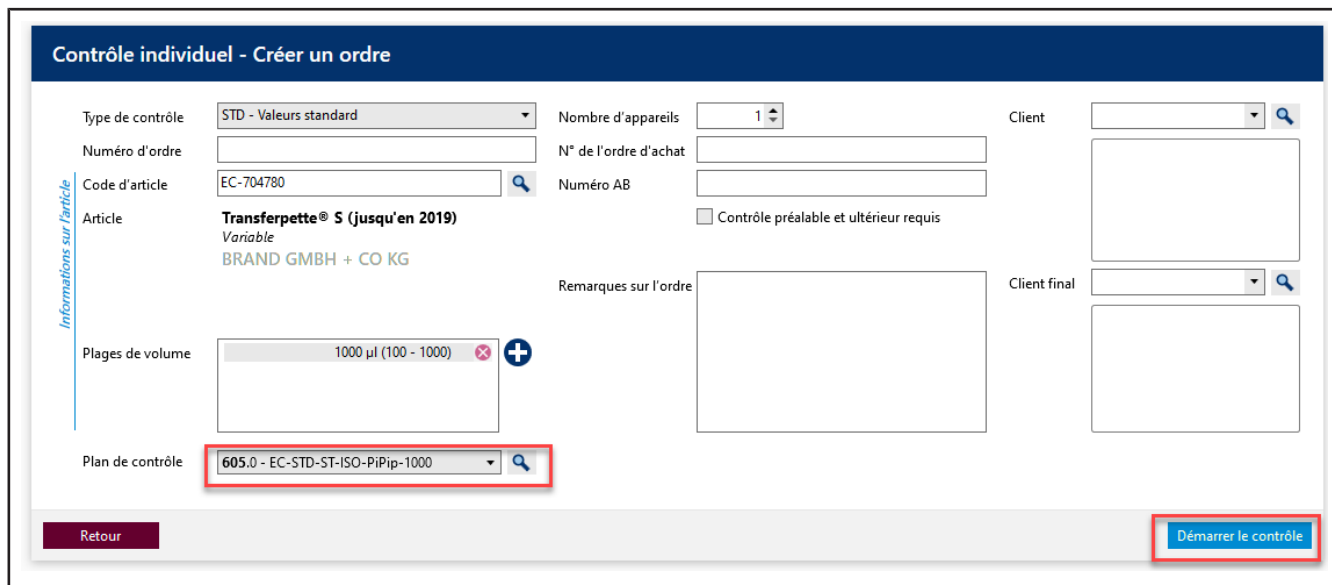 Contrôle individuel - Créer un ordre
Type de contrôle
STD - Valeurs standard
Nombre d'appareils
1
Client
Numéro d'ordre
N° de l'ordre d'achat
Informations sur l'article
Code d'article
EC-704780
Numéro AB
Article
Transferpette® S (jusqu'en 2019)
Variable
BRAND GMBH + CO KG
Contrôle préalable et ultérieur requis
Remarques sur l'ordre
Client final
Plages de volume
1000 µl (100 - 1000)
Plan de contrôle
605.0 - EC-STD-ST-ISO-PiPip-1000
Retour
Démarrer le contrôle